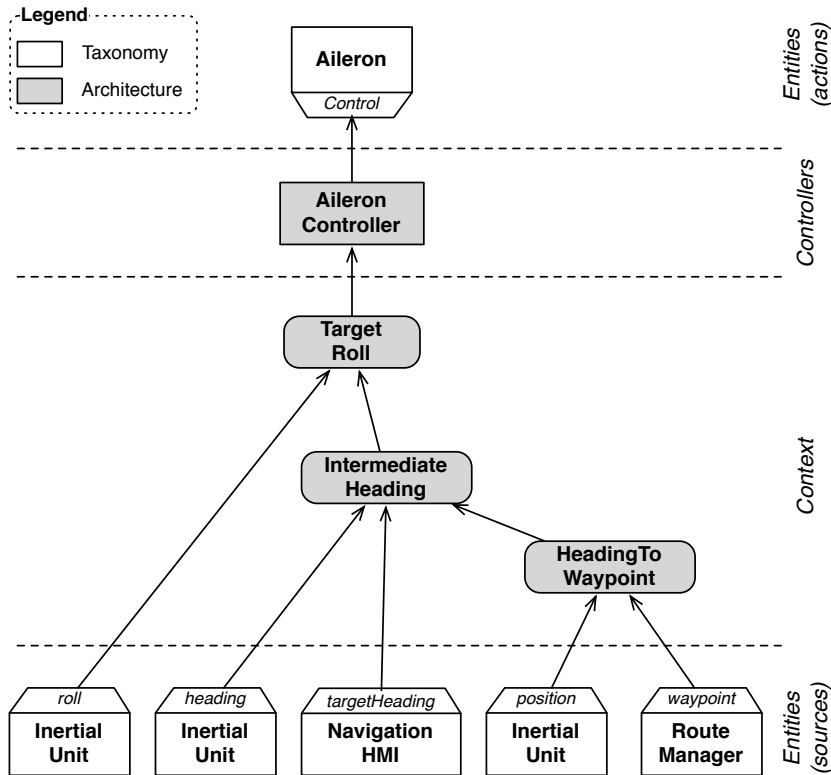 Legend
Taxonomy
Architecture
Aileron
Control
Entities
(actions)
Aileron
Controller
Controllers
Target
Roll
Intermediate
Heading
HeadingTo
Waypoint
Context
roll
Inertial
Unit
heading
Inertial
Unit
targetHeading
Navigation
HMI
position
Inertial
Unit
waypoint
Route
Manager
Entities
(sources)